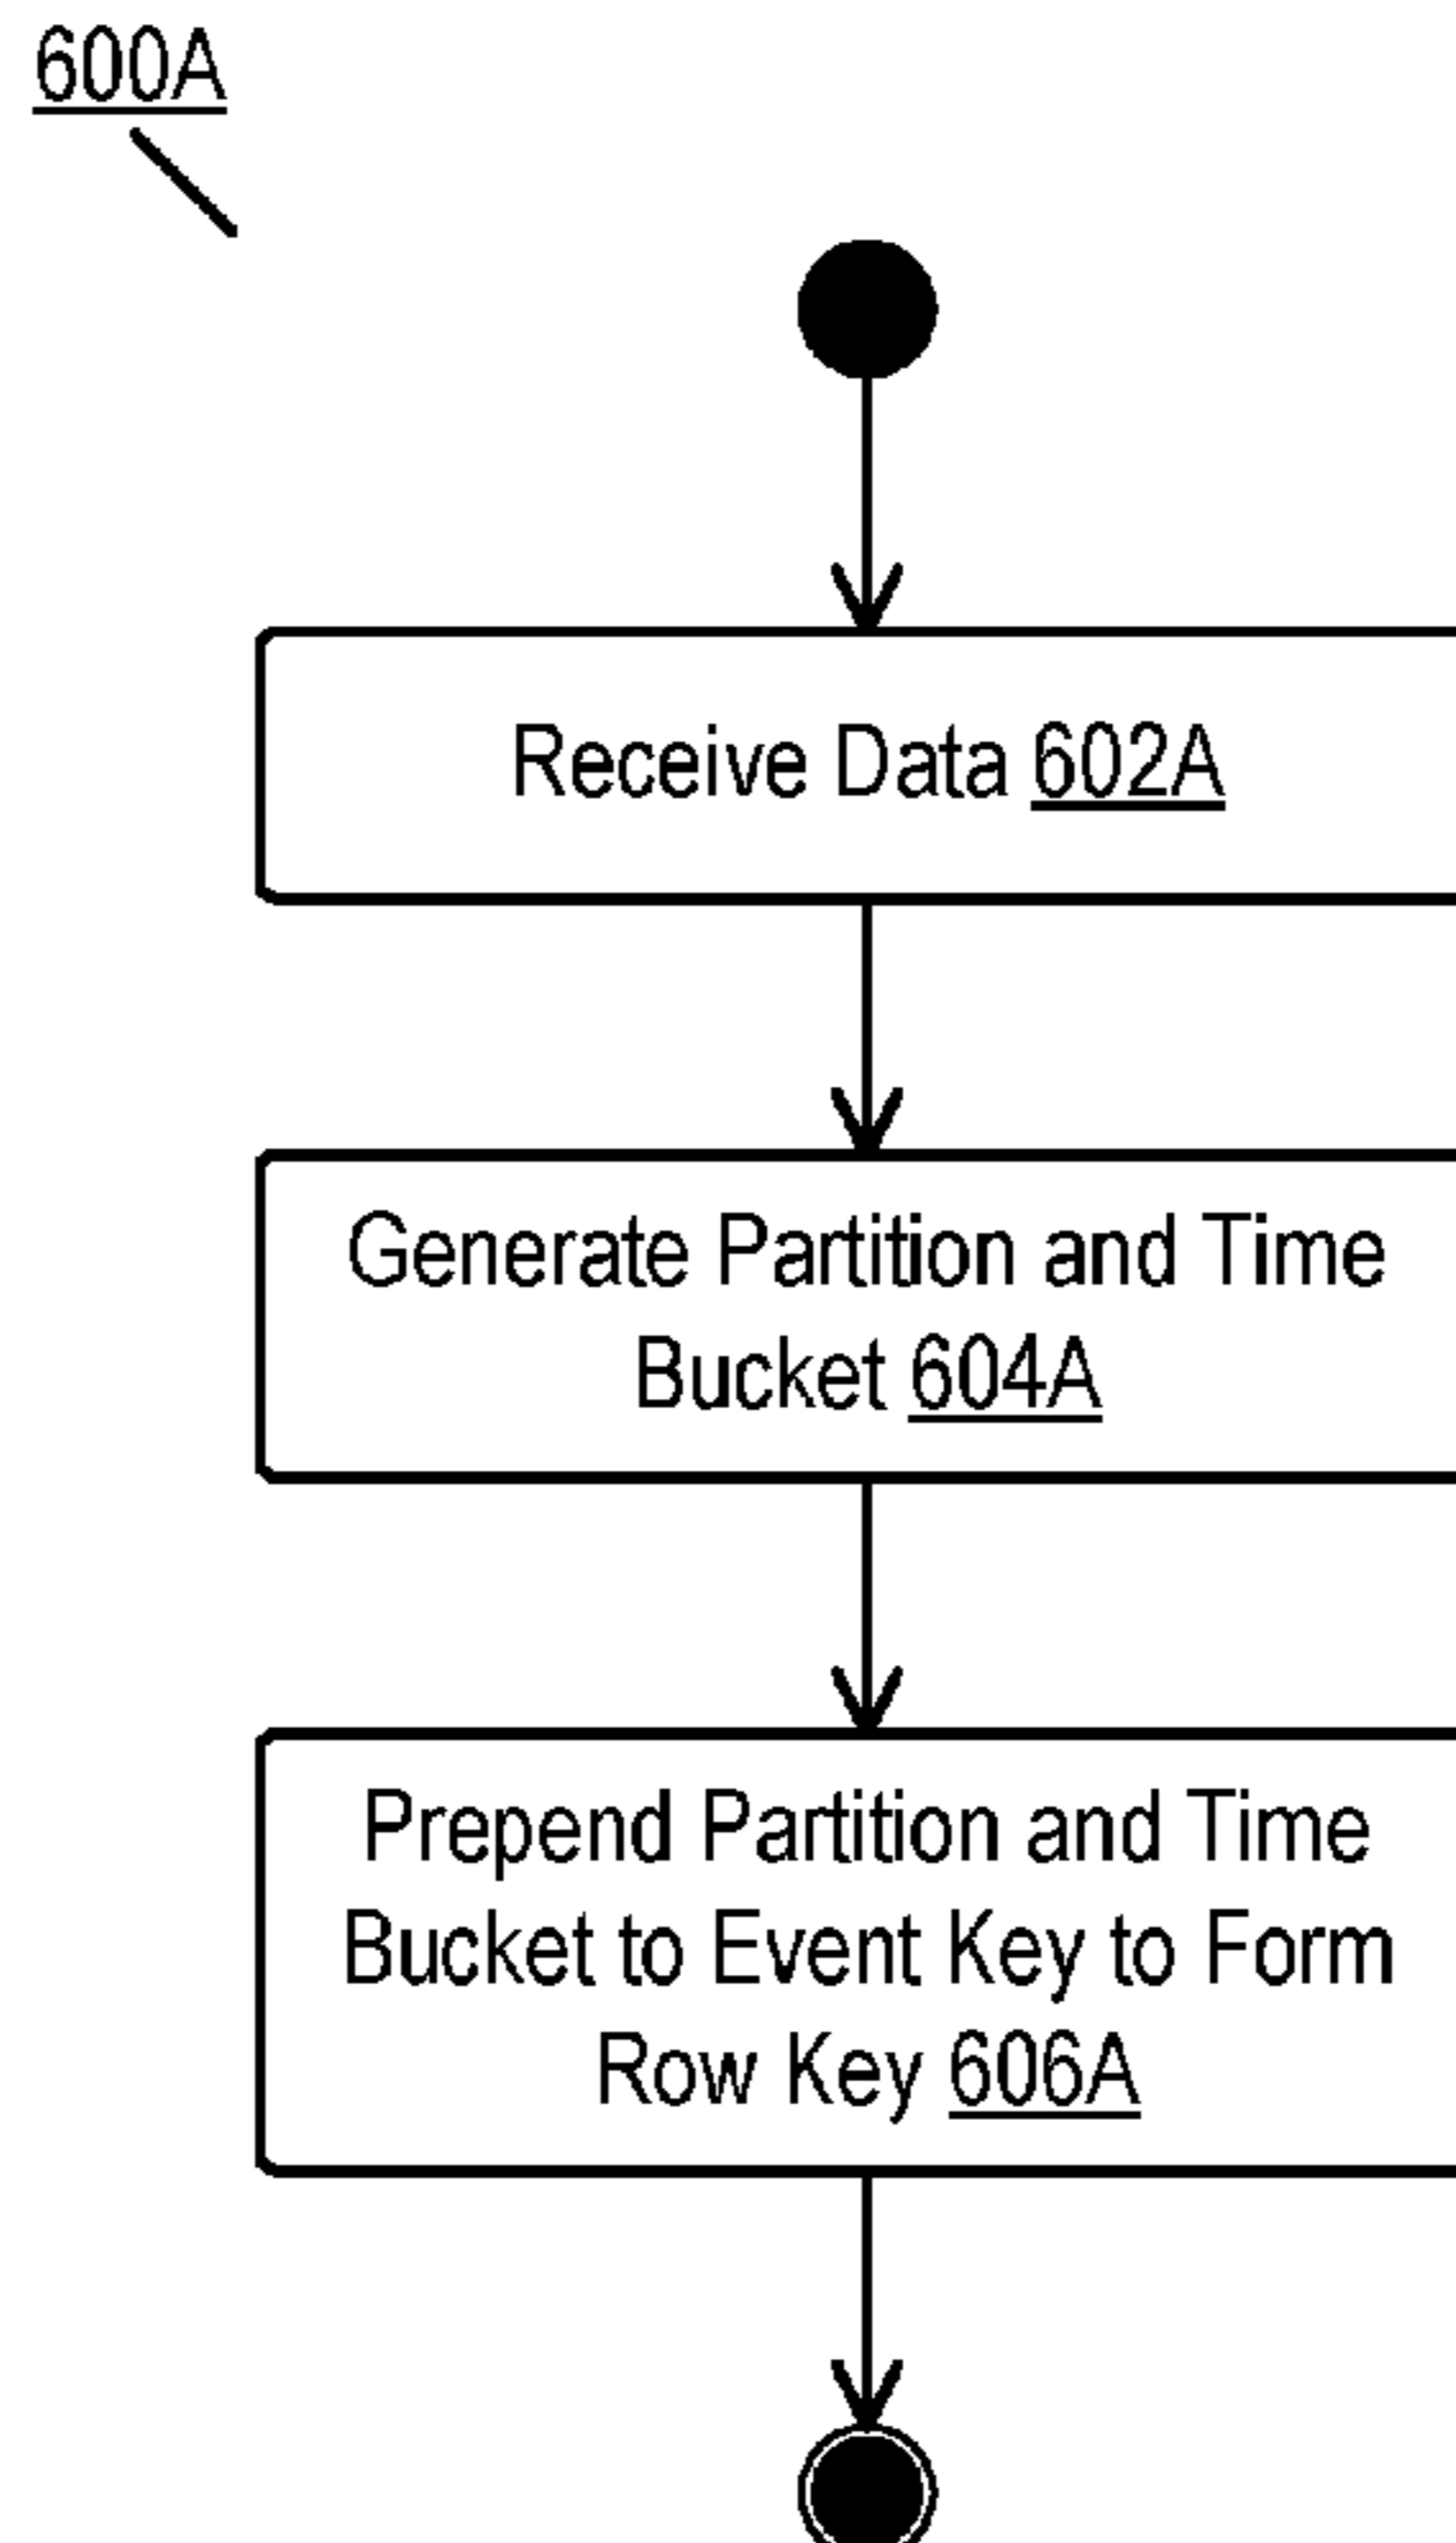 600A
Receive Data 602A
Generate Partition and Time
Bucket 604A
Prepend Partition and Time
Bucket to Event Key to Form
Row Key 606A